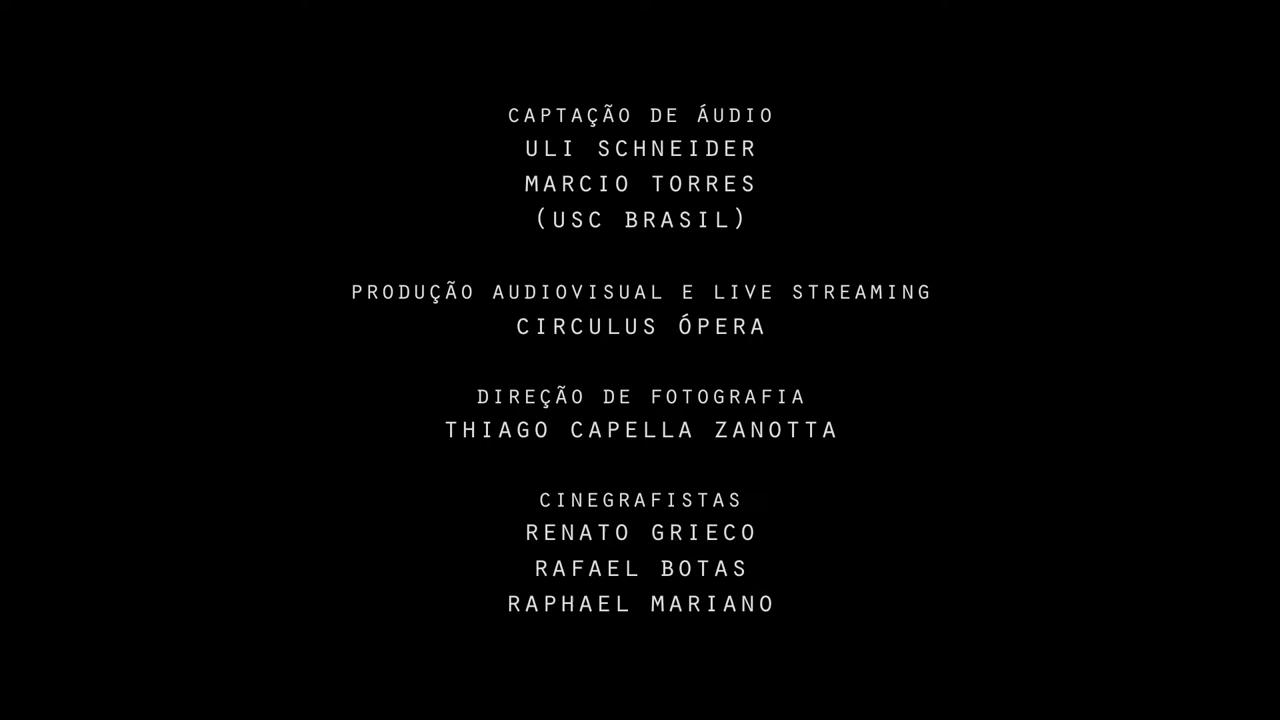 CAPTAÇÃO DE ÁUDIO
ULI SCHNEIDER
MARCIO TORRES
(USC BRASIL)
PRODUÇÃO AUDIOVISUAL E LIVE STREAMING
CIRCULUS ÓPERA
DIREÇÃO DE FOTOGRAFIA
THIAGO CAPELLA ZANOTTA
CINEGRAFISTAS
RENATO GRIECO
RAFAEL BOTAS
RAPHAEL MARIANO